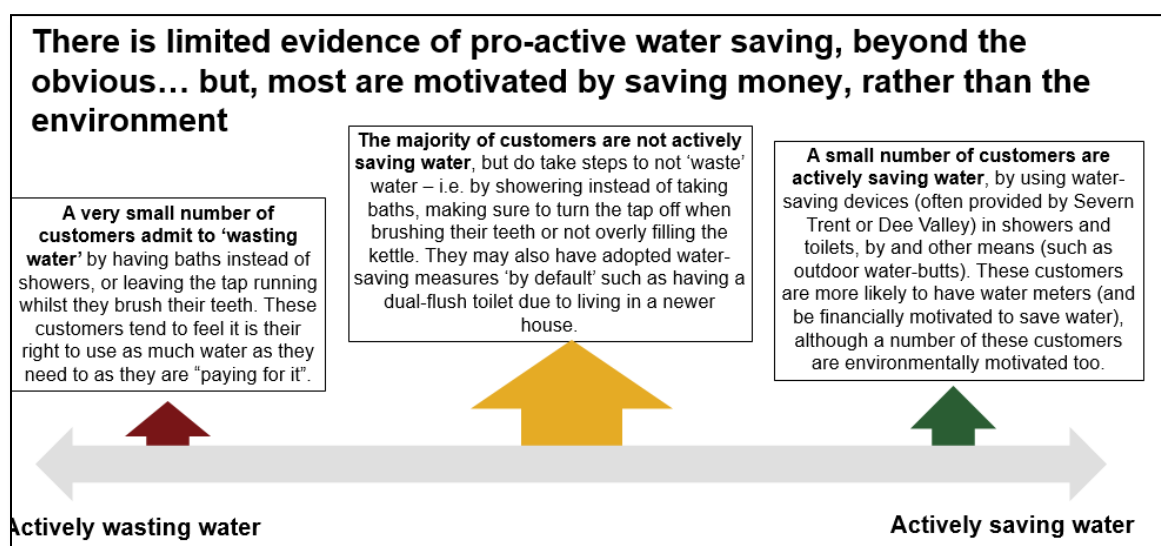 There is limited evidence of pro-active water saving, beyond the
obvious… but, most are motivated by saving money, rather than the
environment
A very small number of
customers admit to ‘wasting
water’ by having baths instead of
showers, or leaving the tap running
whilst they brush their teeth. These
customers tend to feel it is their
right to use as much water as they
need to as they are “paying for it”.
The majority of customers are not actively
saving water, but do take steps to not ‘waste’
water – i.e. by showering instead of taking
baths, making sure to turn the tap off when
brushing their teeth or not overly filling the
kettle. They may also have adopted water-
saving measures ‘by default’ such as having a
dual-flush toilet due to living in a newer
house.
A small number of customers are
actively saving water, by using water-
saving devices (often provided by Severn
Trent or Dee Valley) in showers and
toilets, by and other means (such as
outdoor water-butts). These customers
are more likely to have water meters (and
be financially motivated to save water),
although a number of these customers
are environmentally motivated too.
Actively wasting water
Actively saving water